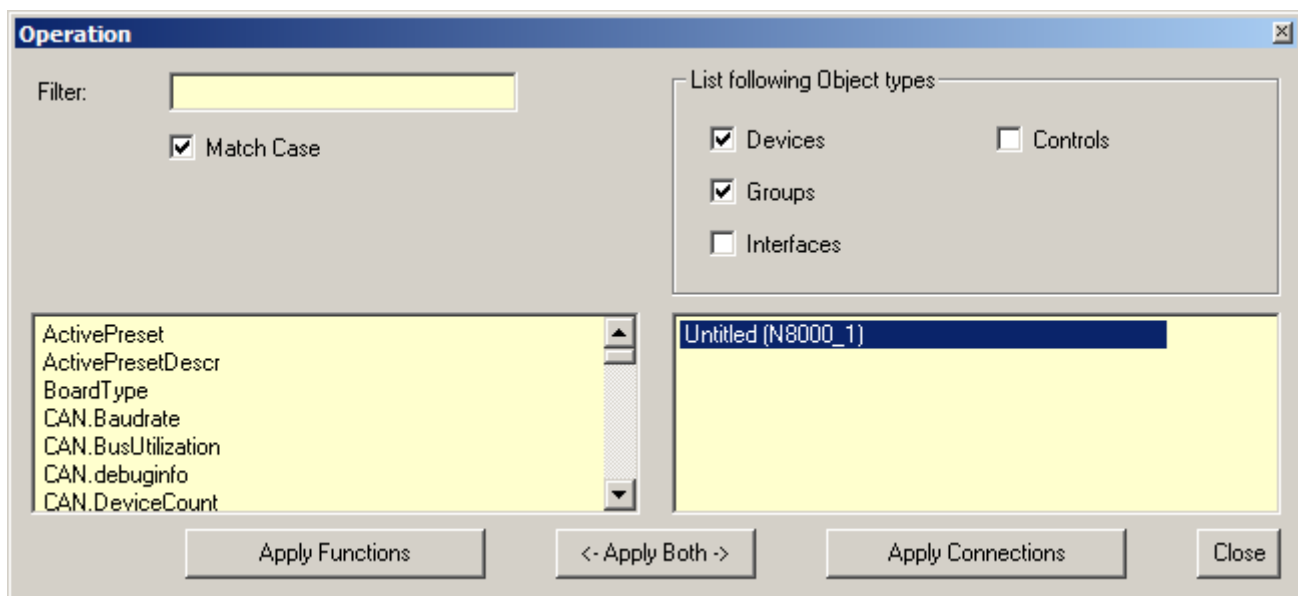 Operation
Filter:
Match Case
List following Object types
Devices
Controls
Groups
Interfaces
ActivePreset
ActivePresetDescr
BoardType
CAN.Baudrate
CAN.BusUtilization
CAN.debuginfo
CAN.DeviceCount
Untitled (N8000_1)
Apply Functions
<- Apply Both ->
Apply Connections
Close